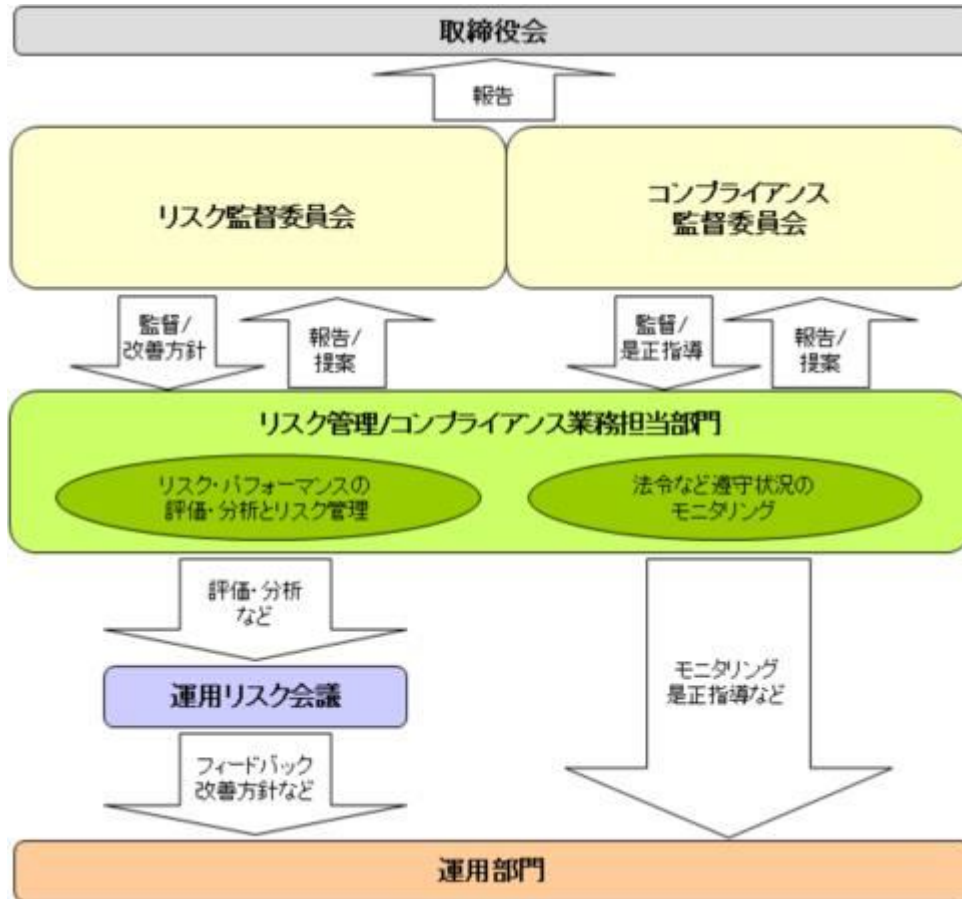 取締役会
報告
リスク監督委員会
コンプライアンス
監督委員会
監督/
改善方針
報告/
提案
監督/
是正指導
報告/
提案
リスク管理/コンプライアンス業務担当部門
リスク・パフォーマンスの
評価・分析とリスク管理
法令など遵守状況の
モニタリング
評価・分析
など
運用リスク会議
モニタリング
是正指導など
フィードバック
改善方針など
運用部門